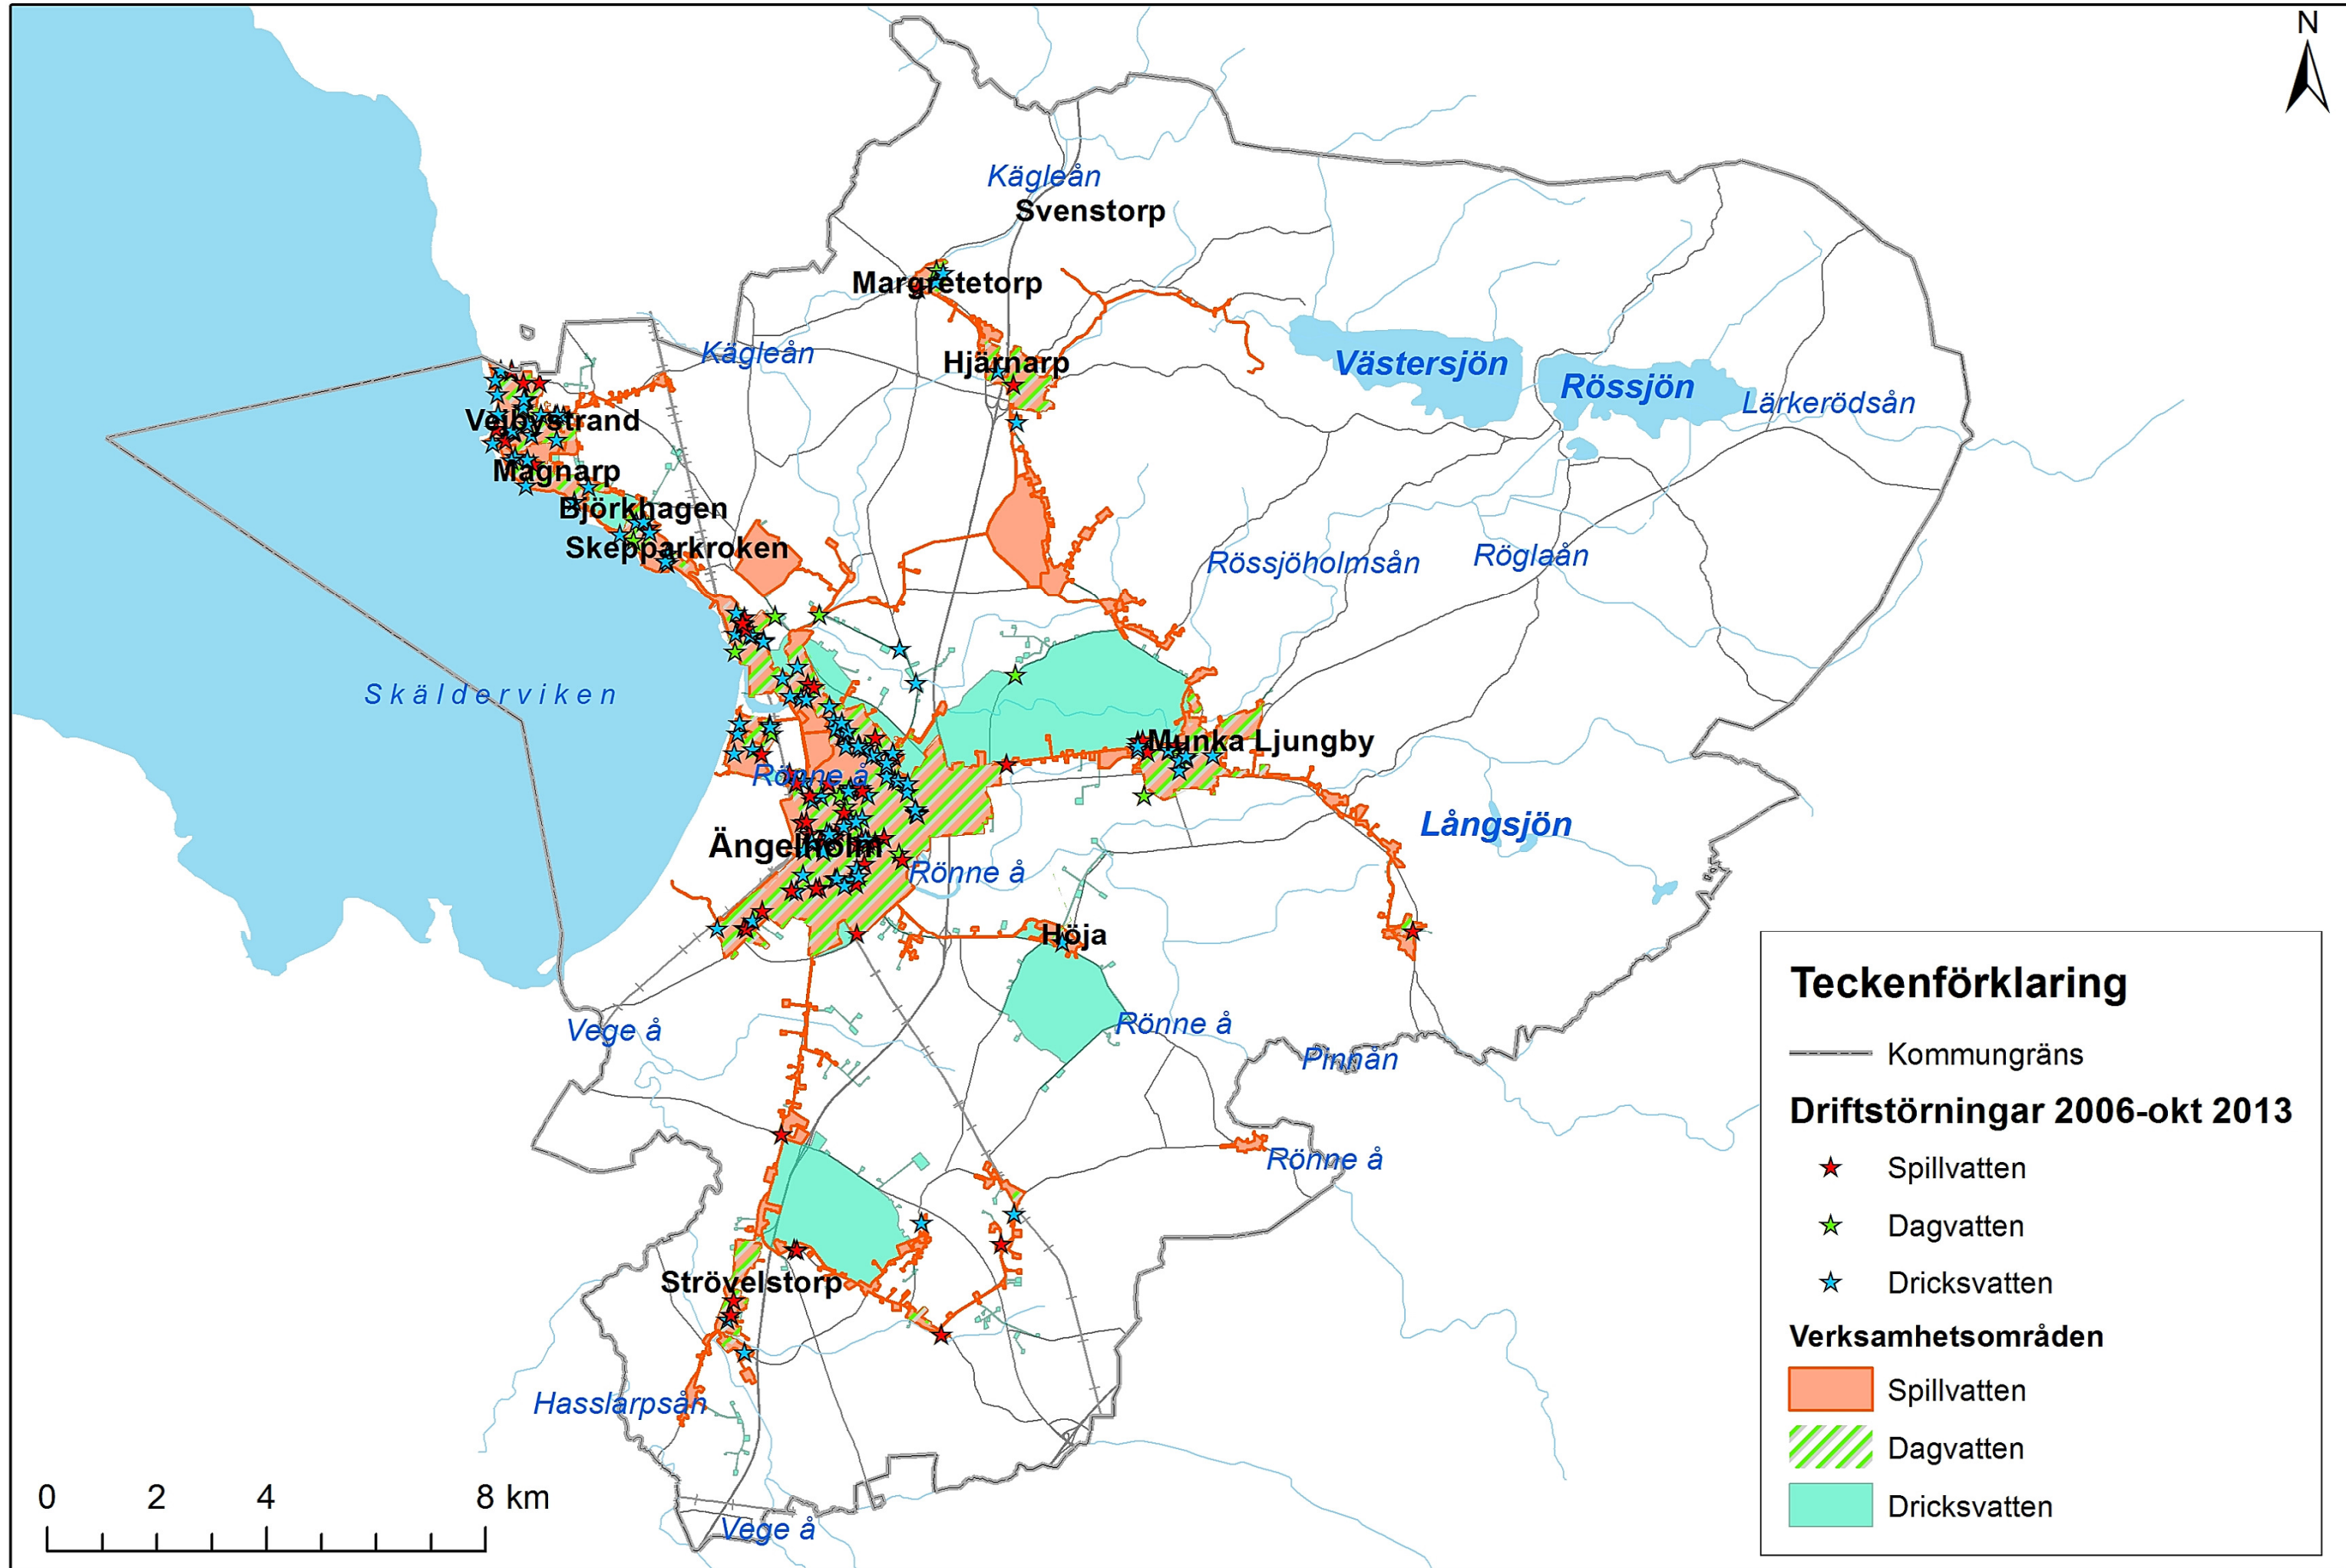 N
Kägleån
Svenstorp
Margretetorp
Kägleån
Hjärnarp
Västersjön
Rössjön
Lärkerödsån
Vejbystrand
Magnarp
Björkhagen
Skepparkroken
Rössjöholmsån
Röglaån
Skälderviken
Munka Ljungby
Rönne å
Långsjön
Ängelholm
Rönne å
Höja
Vege å
Rönne å
Pinnån
Rönne å
Strövelstorp
Hasslarpsån
Vege å
0 2 4 8 km
Teckenförklaring
Kommungräns
Driftstörningar 2006-okt 2013
Spillvatten
Dagvatten
Dricksvatten
Verksamhetsområden
Spillvatten
Dagvatten
Dricksvatten